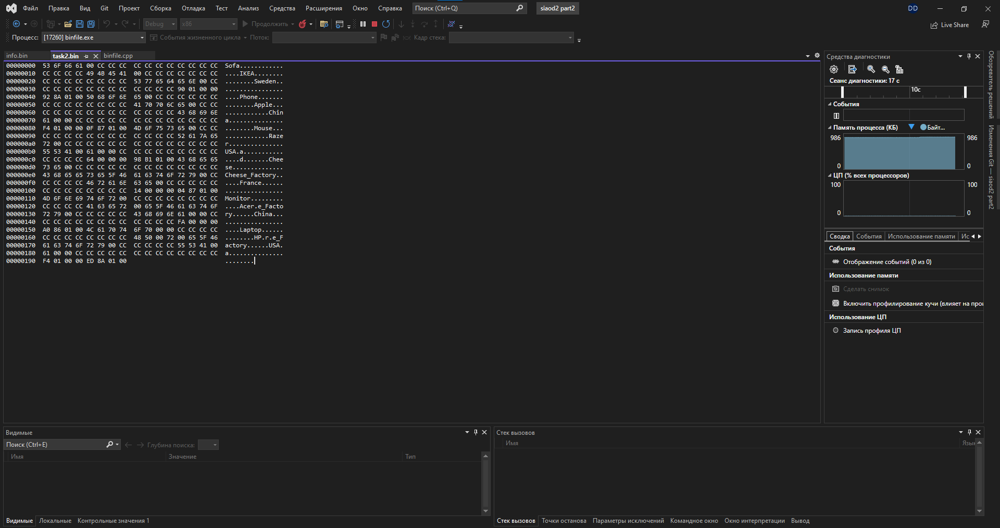 Файл Правка Вид Git Проект Сборка Отладка Тест Анализ Средства Расширения Окно Справка Поиск (Ctrl+Q) siaod2 part2 DD
Debug x86 Продолжить Live Share
Процесс: [17260] binfile.exe События жизненного цикла Поток: Кадр стека:
info.bin task2.bin binfile.cpp
00000000 53 6F 66 61 00 CC CC CC CC CC CC CC CC CC CC CC Sofa............
00000010 CC CC CC CC 49 4B 45 41 00 CC CC CC CC CC CC CC ....IKEA........
00000020 CC CC CC CC CC CC CC CC 53 77 65 64 65 6E 00 CC ........Sweden..
00000030 CC CC CC CC CC CC CC CC CC CC CC CC 90 01 00 00 ................
00000040 92 8A 01 00 50 68 6F 6E 65 00 CC CC CC CC CC CC ....Phone.......
00000050 CC CC CC CC CC CC CC CC 41 70 70 6C 65 00 CC CC ........Apple...
00000060 CC CC CC CC CC CC CC CC CC CC CC CC 43 68 69 6E ............Chin
00000070 61 00 00 CC CC CC CC CC CC CC CC CC CC CC CC CC a...............
00000080 F4 01 00 00 0F 87 01 00 4D 6F 75 73 65 00 CC CC ........Mouse...
00000090 CC CC CC CC CC CC CC CC CC CC CC CC 52 61 7A 65 ............Raze
000000a0 72 00 CC CC CC CC CC CC CC CC CC CC CC CC CC CC r...............
000000b0 55 53 41 00 61 00 00 CC CC CC CC CC CC CC CC CC USA.a...........
000000c0 CC CC CC CC 64 00 00 00 98 B1 01 00 43 68 65 65 ....d.......Chee
000000d0 73 65 00 CC CC CC CC CC CC CC CC CC CC CC CC CC se..............
000000e0 43 68 65 65 73 65 5F 46 61 63 74 6F 72 79 00 CC Cheese_Factory..
000000f0 CC CC CC CC 46 72 61 6E 63 65 00 CC CC CC CC CC ....France......
00000100 CC CC CC CC CC CC CC CC 14 00 00 00 04 87 01 00 ................
00000110 4D 6F 6E 69 74 6F 72 00 CC CC CC CC CC CC CC CC Monitor.........
00000120 CC CC CC CC 41 63 65 72 00 65 5F 46 61 63 74 6F ....Acer.e_Facto
00000130 72 79 00 CC CC CC CC CC 43 68 69 6E 61 00 00 CC ry......China...
00000140 CC CC CC CC CC CC CC CC CC CC CC CC FA 00 00 00 ................
00000150 A0 86 01 00 4C 61 70 74 6F 70 00 00 CC CC CC CC ....Laptop......
00000160 CC CC CC CC CC CC CC CC 48 50 00 72 00 65 5F 46 ........HP.r.e_F
00000170 61 63 74 6F 72 79 00 CC CC CC CC CC 55 53 41 00 actory......USA.
00000180 61 00 00 CC CC CC CC CC CC CC CC CC CC CC CC CC a...............
00000190 F4 01 00 00 ED 8A 01 00 ........
Средства диагностики
Сеанс диагностики: 17 с
10с
События
Память процесса (КБ) Байт...
986 986
0 0
ЦП (% всех процессоров)
100 100
0 0
Сводка События Использование памяти Ис
События
Отображение событий (0 из 0)
Использование памяти
Сделать снимок
Включить профилирование кучи (влияет на про
Использование ЦП
Запись профиля ЦП
Обозреватель решений
Изменения Git — siaod2 part2
Видимые
Поиск (Ctrl+E) Глубина поиска:
Имя Значение Тип
Видимые Локальные Контрольные значения 1
Стек вызовов
Имя Язык
Стек вызовов Точки останова Параметры исключений Командное окно Окно интерпретации Вывод